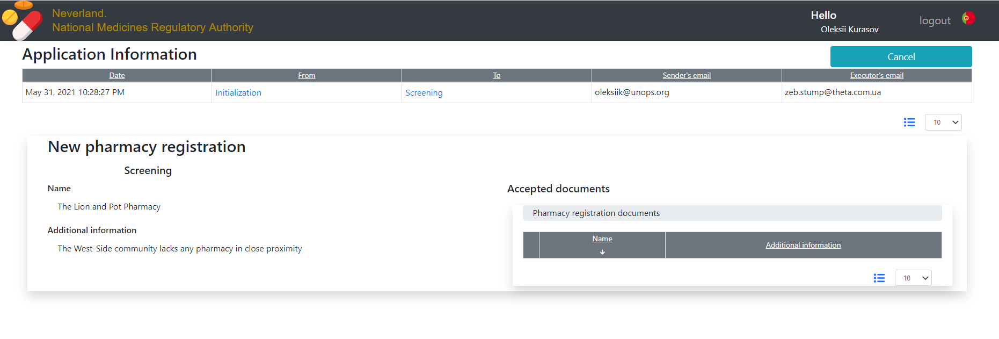 Neverland.
National Medicines Regulatory Authority
Hello
Oleksii Kurasov
logout
Application Information
Cancel
Date From To Sender's email Executor's email
May 31, 2021 10:28:27 PM Initialization Screening oleksiik@unops.org zeb.stump@theta.com.ua
10
New pharmacy registration
Screening
Name
The Lion and Pot Pharmacy
Additional information
The West-Side community lacks any pharmacy in close proximity
Accepted documents
Pharmacy registration documents
Name Additional information
10